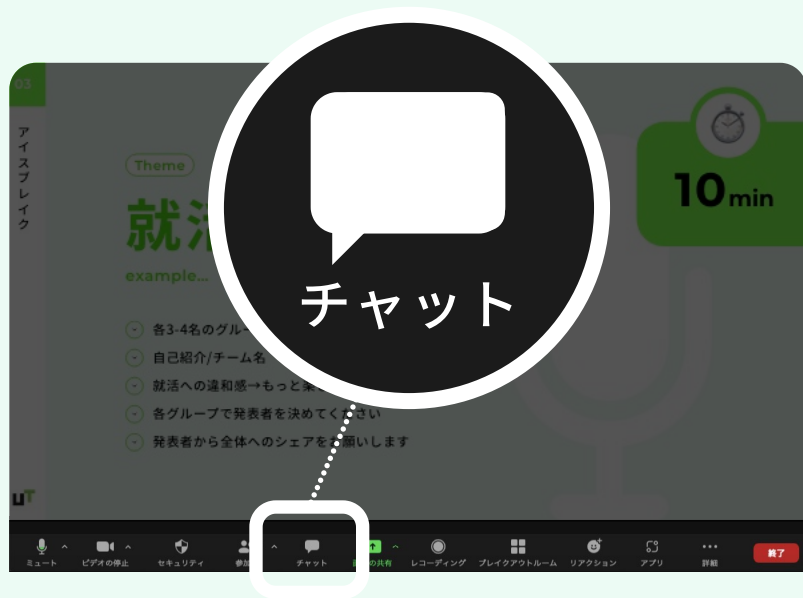 03
アイスブレイク
Theme
就活
example...
10min
チャット
各3-4名のグルー
自己紹介/チーム名
就活への違和感→もっと楽
各グループで発表者を決めてください
発表者から全体へのシェアをお願いします
UT
ミュート
ビデオの停止
セキュリティ
参加
チャット
の共有
レコーディング
ブレイクアウトルーム
リアクション
アプリ
詳細
終了